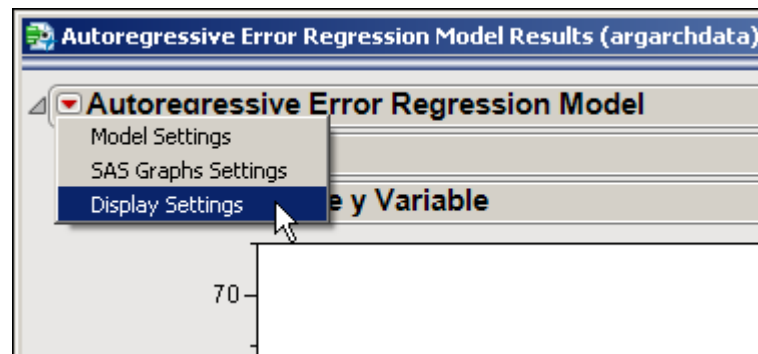 Autoregressive Error Regression Model Results (argarchdata)
Autoregressive Error Regression Model
Model Settings
SAS Graphs Settings
Display Settings
e y Variable
70